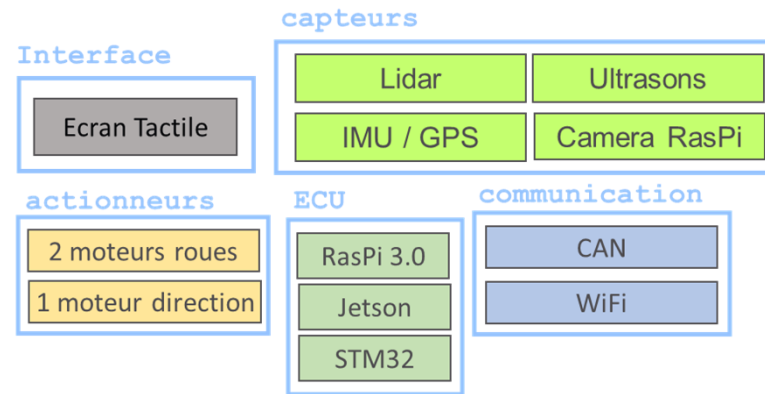 capteurs
Interface
Lidar
Ultrasons
Ecran Tactile
IMU / GPS
Camera RasPi
actionneurs
ECU
communication
2 moteurs roues
RasPi 3.0
CAN
1 moteur direction
Jetson
WiFi
STM32